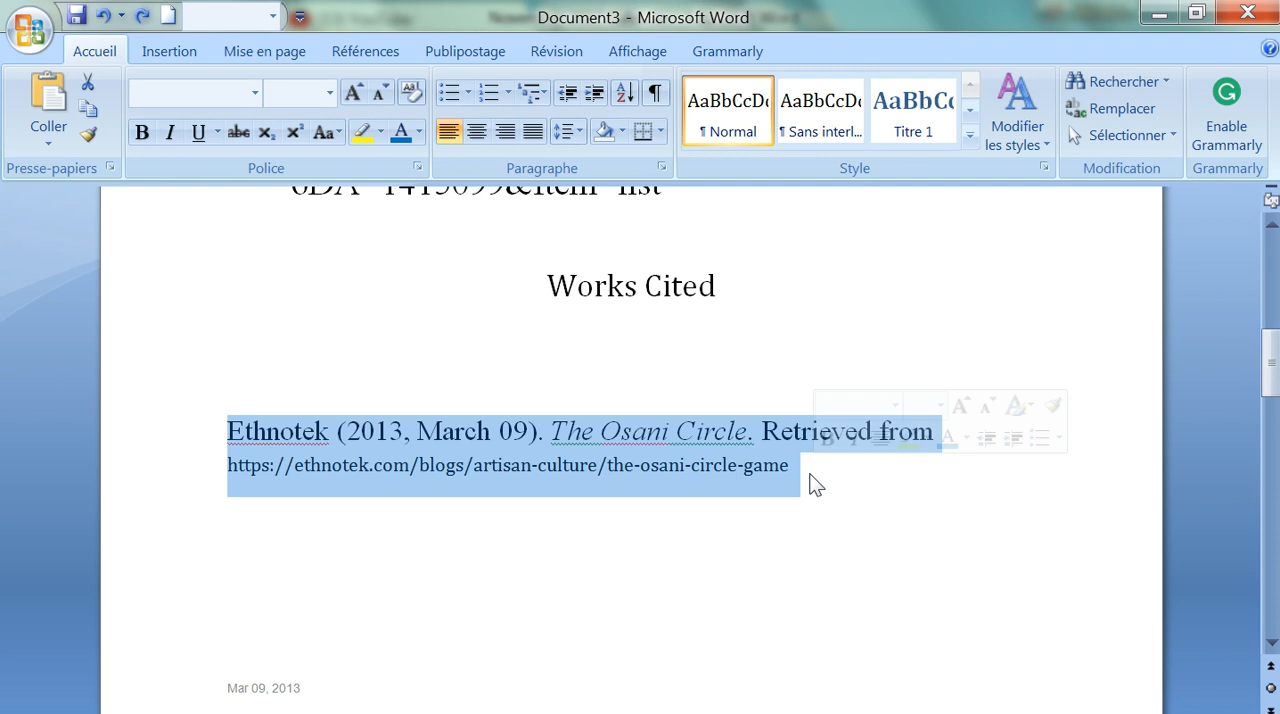 Document3 - Microsoft Word
Accueil Insertion Mise en page Références Publipostage Révision Affichage Grammarly
Coller
Presse-papiers
Police
Paragraphe
AaBbCcDc AaBbCcDc AaBbCc
¶ Normal ¶ Sans interl... Titre 1
Modifier
les styles
Style
Rechercher
Remplacer
Sélectionner
Modification
Enable
Grammarly
Grammarly
Works Cited
Ethnotek (2013, March 09). The Osani Circle. Retrieved from
https://ethnotek.com/blogs/artisan-culture/the-osani-circle-game
Mar 09, 2013